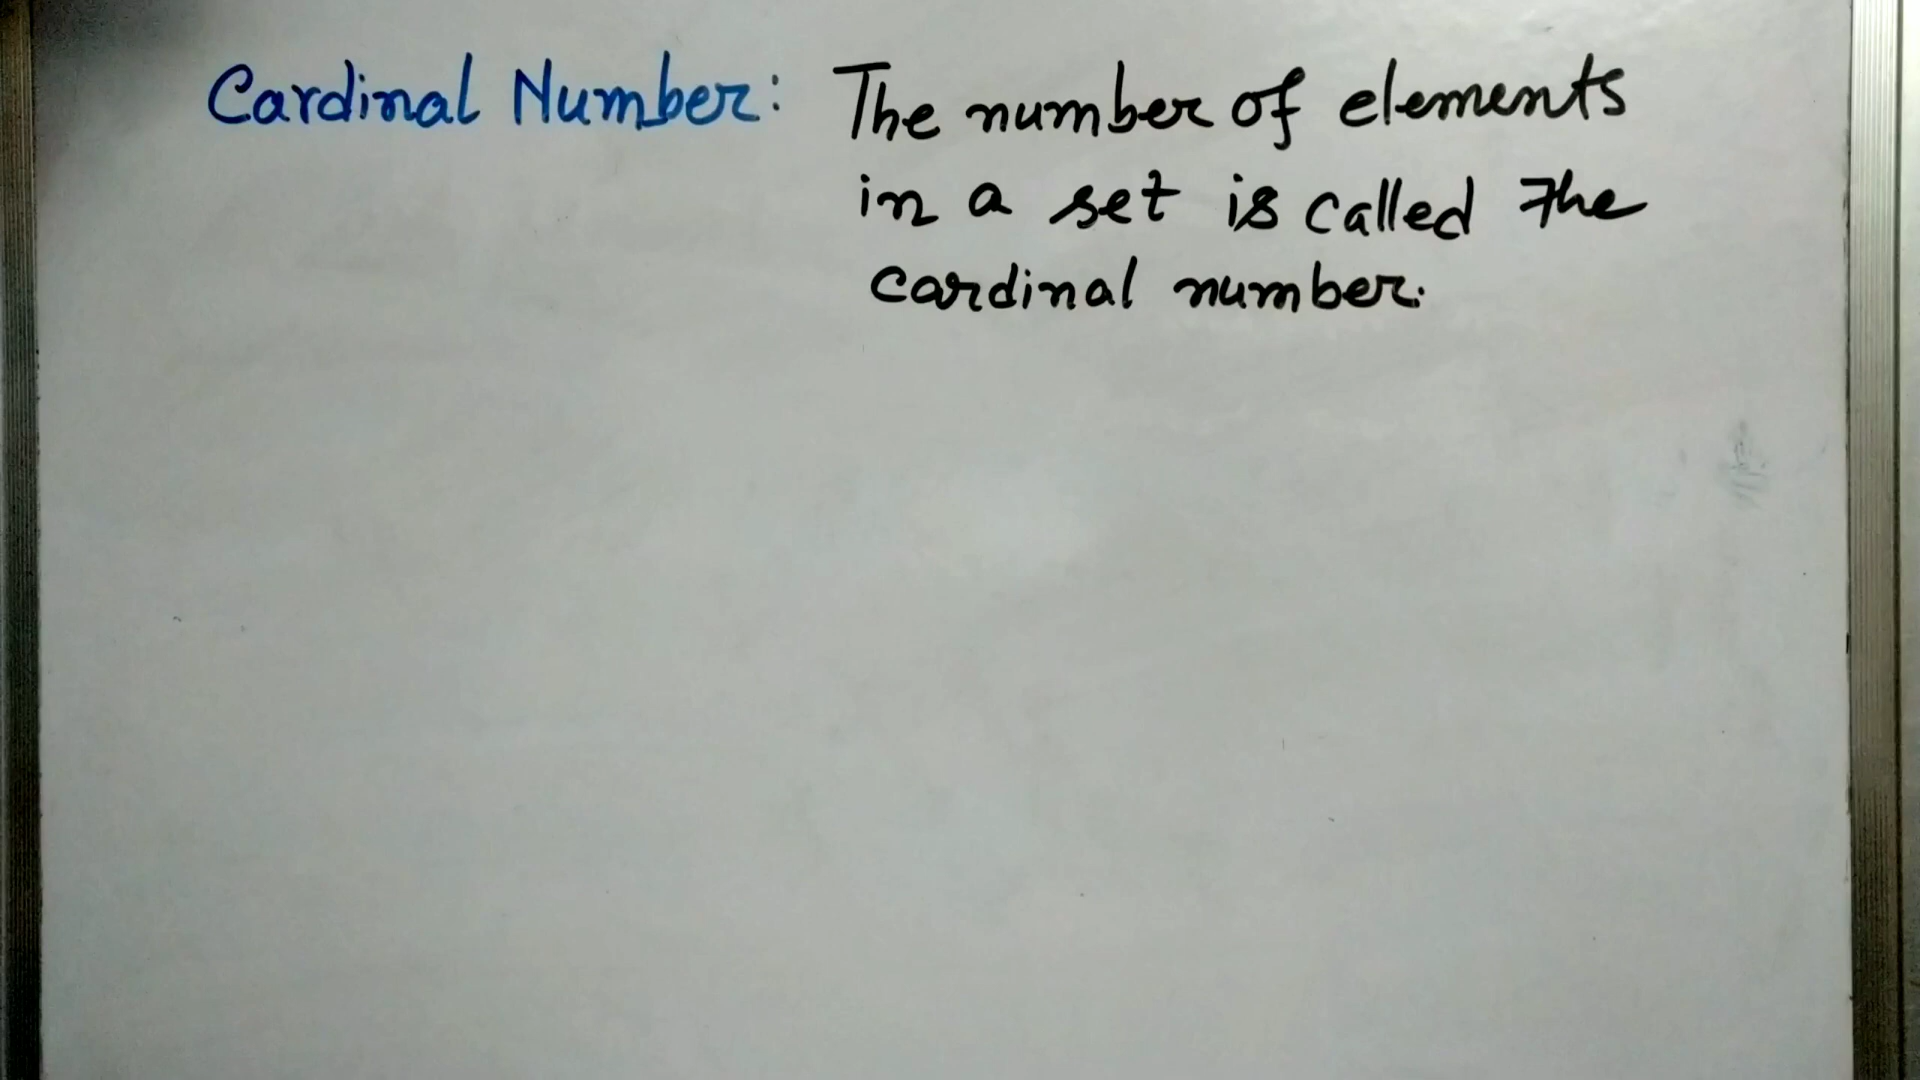 Cardinal Number: The number of elements
in a set is called the
cardinal number.